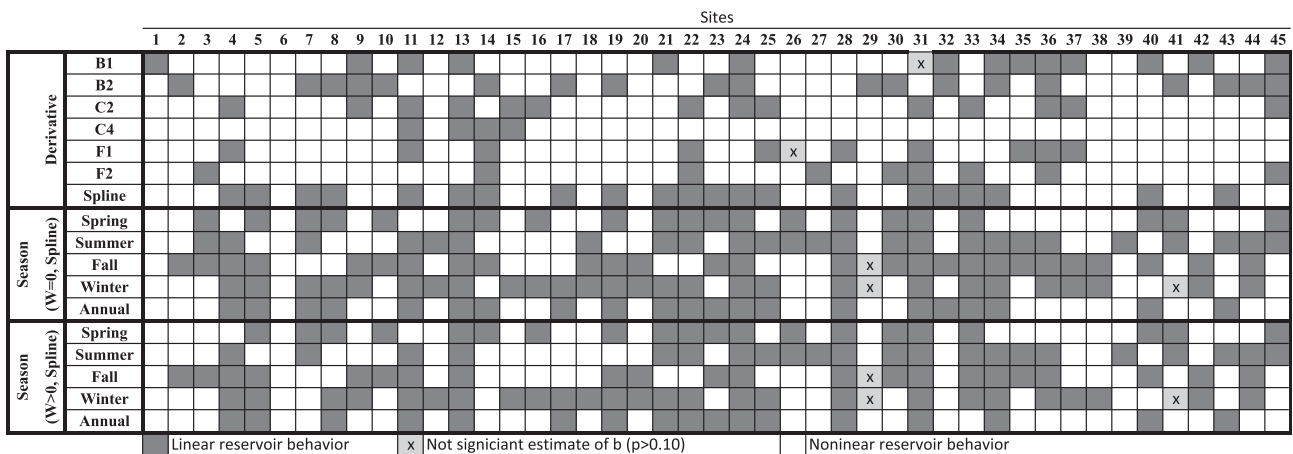 Sites
1 2 3 4 5 6 7 8 9 10 11 12 13 14 15 16 17 18 19 20 21 22 23 24 25 26 27 28 29 30 31 32 33 34 35 36 37 38 39 40 41 42 43 44 45
Derivative
B1 x
B2
C2
C4
F1 x
F2
Spline
Season
(W=0, Spline)
Spring
Summer
Fall x
Winter x x
Annual
Season
(W>0, Spline)
Spring
Summer
Fall x
Winter x x
Annual
Linear reservoir behavior x Not signiciant estimate of b (p>0.10) Noninear reservoir behavior